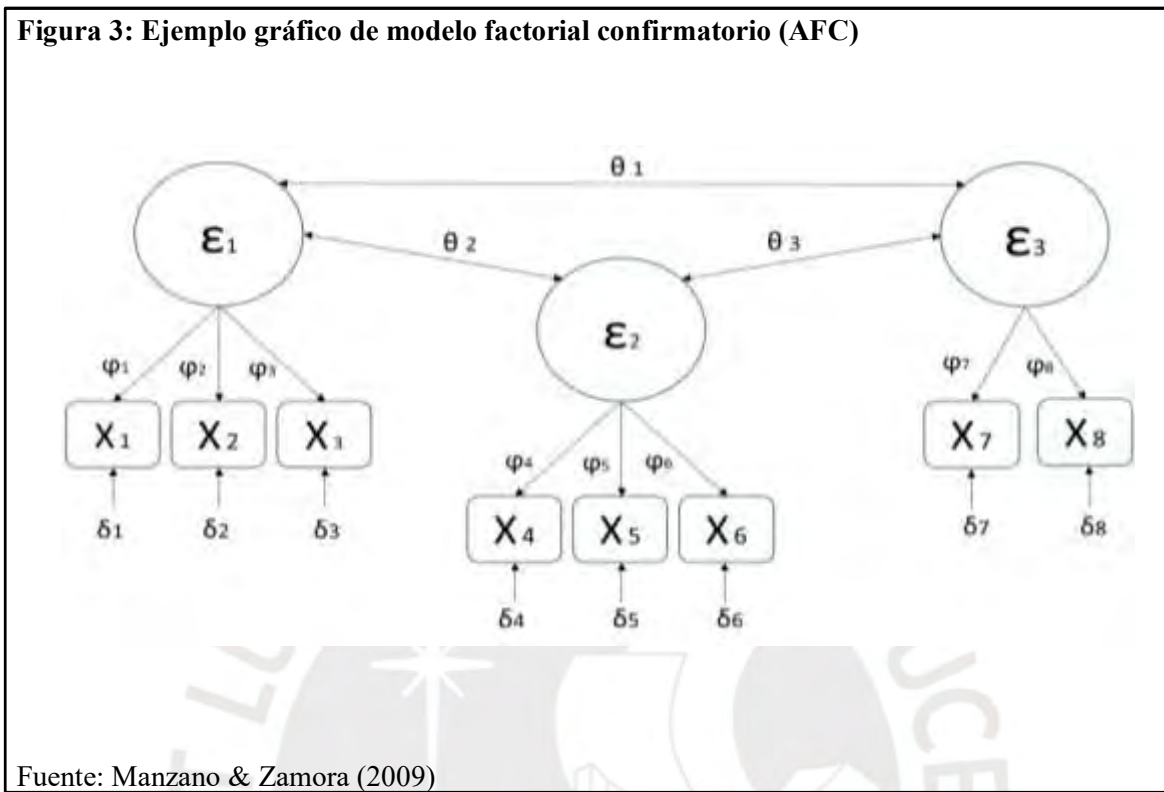 Figura 3: Ejemplo gráfico de modelo factorial confirmatorio (AFC)
θ 1
ε1 θ 2 θ 3 ε3
ε2
φ1 φ2 φ3 φ7 φ8
X1 X2 X3 X7 X8
φ4 φ5 φ6
δ1 δ2 δ3 X4 X5 X6 δ7 δ8
δ4 δ5 δ6
Fuente: Manzano & Zamora (2009)